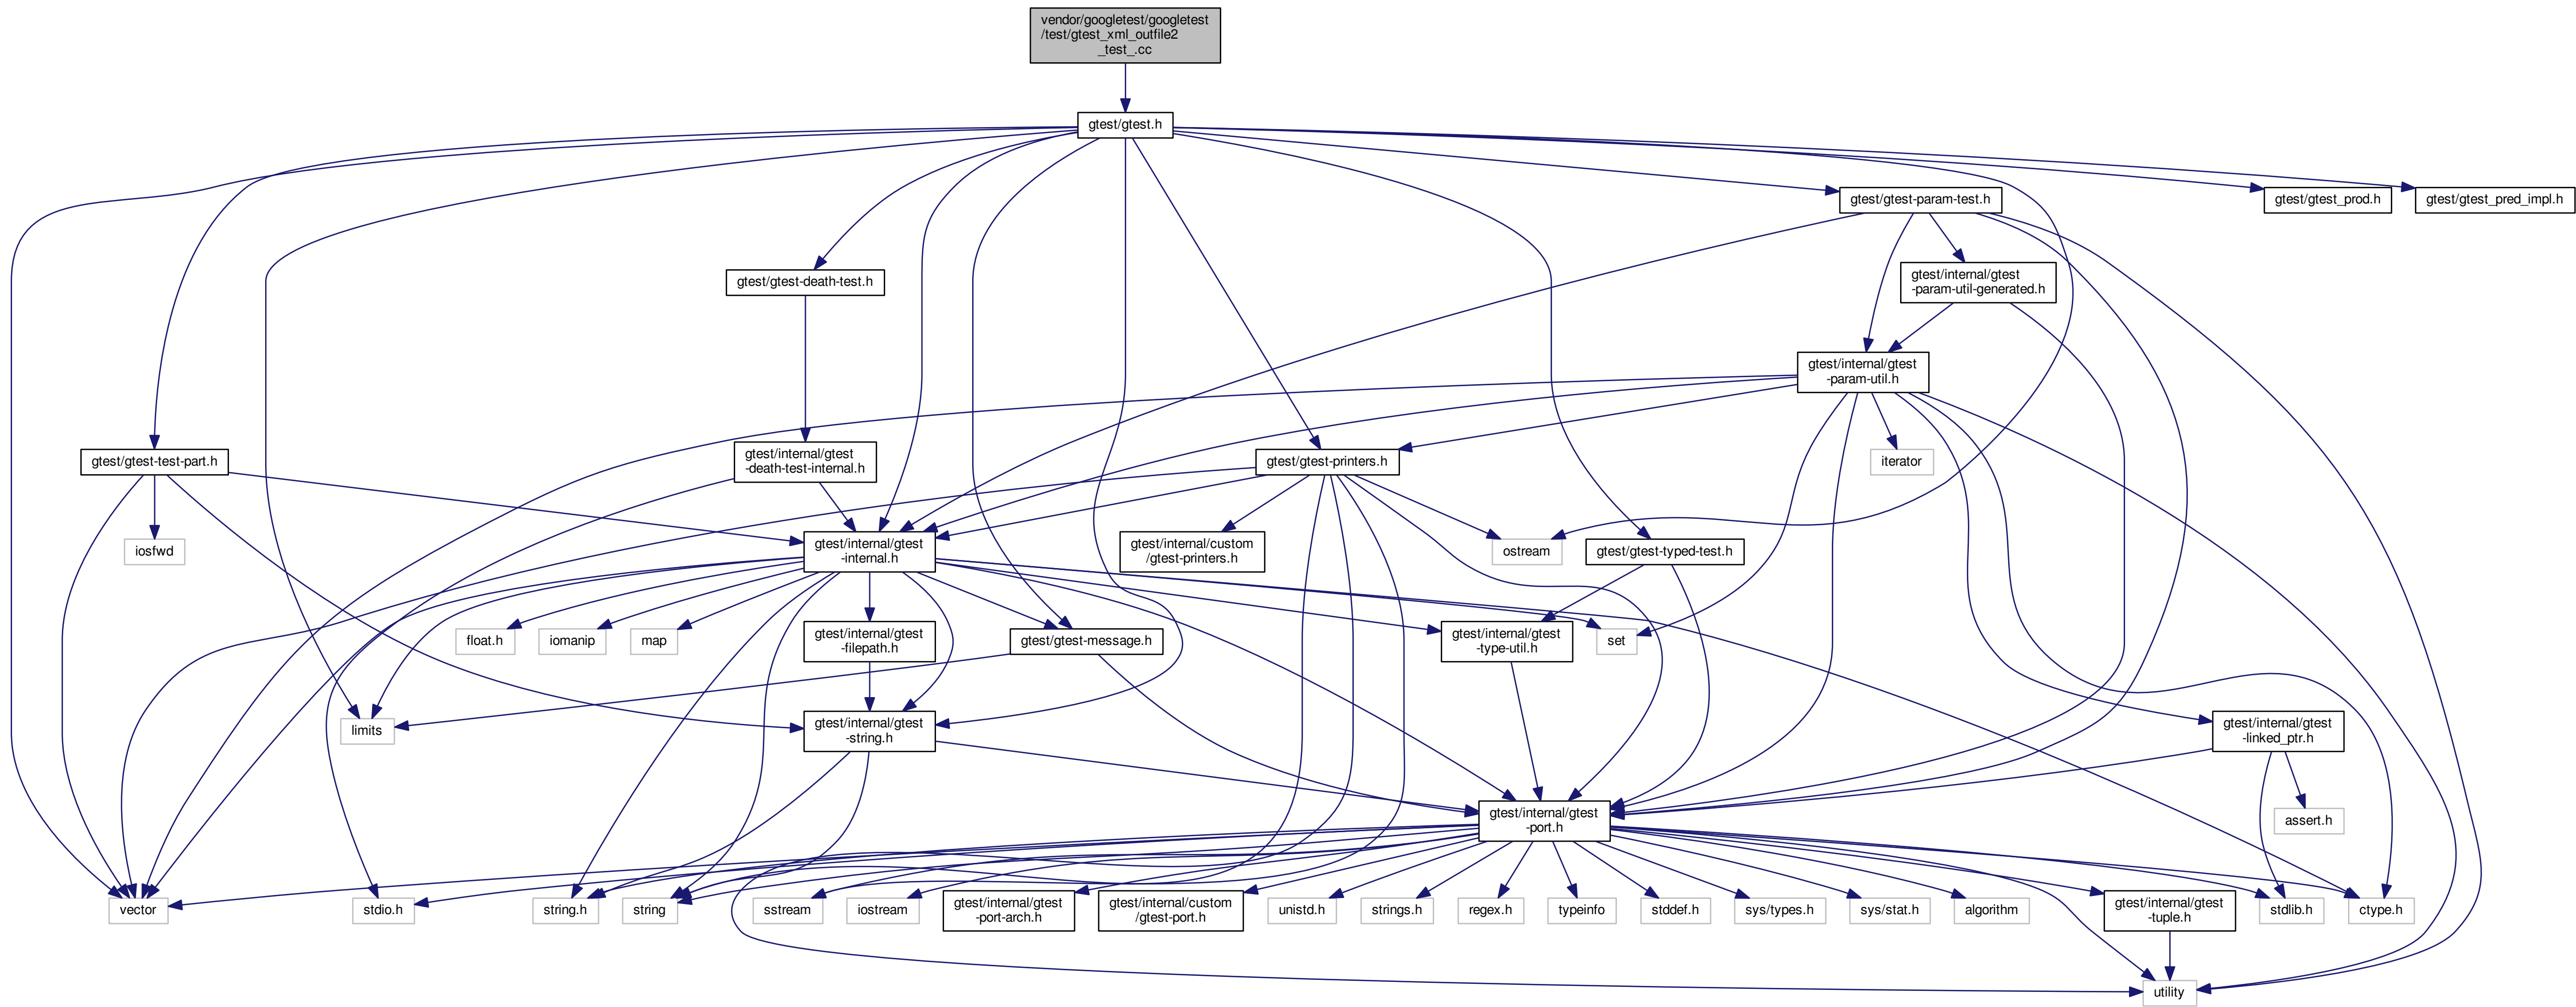 vendor/googletest/googletest
/test/gtest_xml_outfile2
_test_.cc
gtest/gtest.h
gtest/gtest-param-test.h
gtest/gtest_prod.h
gtest/gtest_pred_impl.h
gtest/gtest-death-test.h
gtest/internal/gtest
-param-util-generated.h
gtest/internal/gtest
-param-util.h
gtest/gtest-test-part.h
gtest/internal/gtest
-death-test-internal.h
gtest/gtest-printers.h
iterator
iosfwd
gtest/internal/gtest
-internal.h
gtest/internal/custom
/gtest-printers.h
ostream
gtest/gtest-typed-test.h
float.h
iomanip
map
gtest/internal/gtest
-filepath.h
gtest/gtest-message.h
gtest/internal/gtest
-type-util.h
set
limits
gtest/internal/gtest
-string.h
gtest/internal/gtest
-linked_ptr.h
gtest/internal/gtest
-port.h
assert.h
vector
stdio.h
string.h
string
sstream
iostream
gtest/internal/gtest
-port-arch.h
gtest/internal/custom
/gtest-port.h
unistd.h
strings.h
regex.h
typeinfo
stddef.h
sys/types.h
sys/stat.h
algorithm
gtest/internal/gtest
-tuple.h
stdlib.h
ctype.h
utility